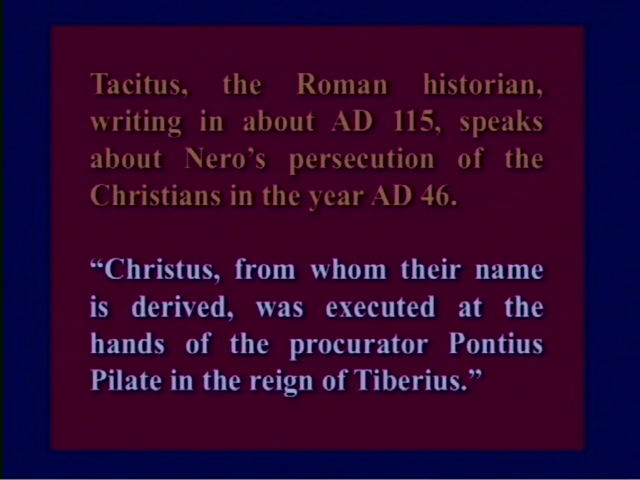 Tacitus, the Roman historian,
writing in about AD 115, speaks
about Nero’s persecution of the
Christians in the year AD 46.
“Christus, from whom their name
is derived, was executed at the
hands of the procurator Pontius
Pilate in the reign of Tiberius.”